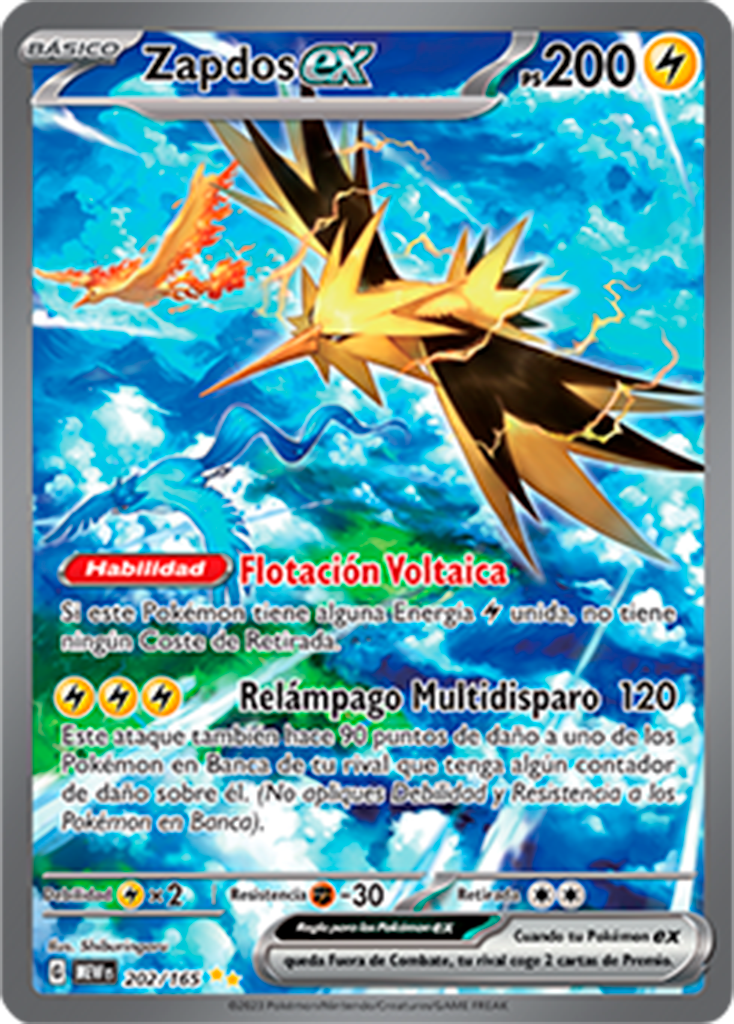 BÁSICO Zapdos ex PS 200
Habilidad Flotación Voltaica
Si este Pokémon tiene alguna Energía unida, no tiene
ningún Coste de Retirada.
Relámpago Multidisparo 120
Este ataque también hace 90 puntos de daño a uno de los
Pokémon en Banca de tu rival que tenga algún contador
de daño sobre él. (No apliques Debilidad y Resistencia a los
Pokémon en Banca).
Debilidad ×2 Resistencia -30 Retirada
Ilus. Shiburingaru
Regla para los Pokémon ex Cuando tu Pokémon ex
queda Fuera de Combate, tu rival coge 2 cartas de Premio.
G MEW 202/165
©2023 Pokémon/Nintendo/Creatures/GAME FREAK